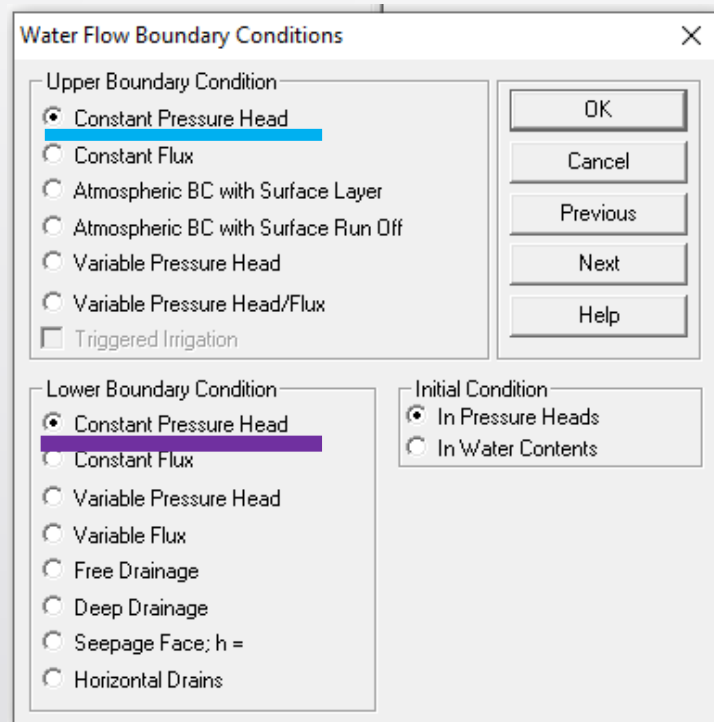 Water Flow Boundary Conditions
Upper Boundary Condition
Constant Pressure Head
Constant Flux
Atmospheric BC with Surface Layer
Atmospheric BC with Surface Run Off
Variable Pressure Head
Variable Pressure Head/Flux
Triggered Irrigation
OK
Cancel
Previous
Next
Help
Lower Boundary Condition
Constant Pressure Head
Constant Flux
Variable Pressure Head
Variable Flux
Free Drainage
Deep Drainage
Seepage Face; h =
Horizontal Drains
Initial Condition
In Pressure Heads
In Water Contents